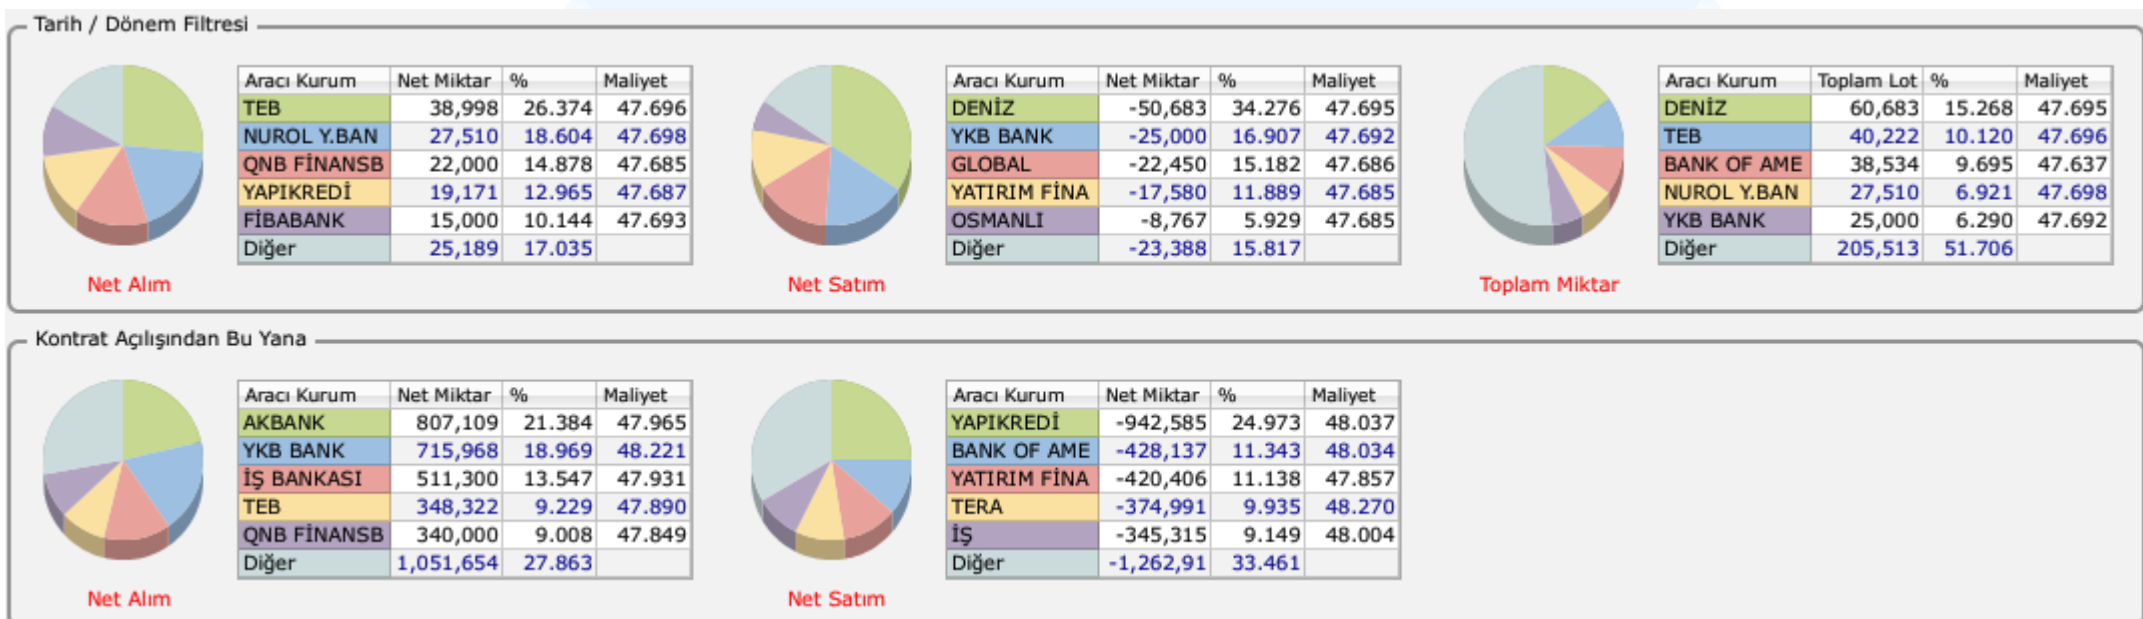 Tarih / Dönem Filtresi
Aracı Kurum Net Miktar % Maliyet
TEB 38,998 26.374 47.696
NUROL Y.BAN 27,510 18.604 47.698
QNB FİNANSB 22,000 14.878 47.685
YAPIKREDİ 19,171 12.965 47.687
FİBABANK 15,000 10.144 47.693
Diğer 25,189 17.035
Net Alım
Aracı Kurum Net Miktar % Maliyet
DENİZ -50,683 34.276 47.695
YKB BANK -25,000 16.907 47.692
GLOBAL -22,450 15.182 47.686
YATIRIM FİNA -17,580 11.889 47.685
OSMANLI -8,767 5.929 47.685
Diğer -23,388 15.817
Net Satım
Aracı Kurum Toplam Lot % Maliyet
DENİZ 60,683 15.268 47.695
TEB 40,222 10.120 47.696
BANK OF AME 38,534 9.695 47.637
NUROL Y.BAN 27,510 6.921 47.698
YKB BANK 25,000 6.290 47.692
Diğer 205,513 51.706
Toplam Miktar
Kontrat Açılışından Bu Yana
Aracı Kurum Net Miktar % Maliyet
AKBANK 807,109 21.384 47.965
YKB BANK 715,968 18.969 48.221
İŞ BANKASI 511,300 13.547 47.931
TEB 348,322 9.229 47.890
QNB FİNANSB 340,000 9.008 47.849
Diğer 1,051,654 27.863
Net Alım
Aracı Kurum Net Miktar % Maliyet
YAPIKREDİ -942,585 24.973 48.037
BANK OF AME -428,137 11.343 48.034
YATIRIM FİNA -420,406 11.138 47.857
TERA -374,991 9.935 48.270
İŞ -345,315 9.149 48.004
Diğer -1,262,91 33.461
Net Satım